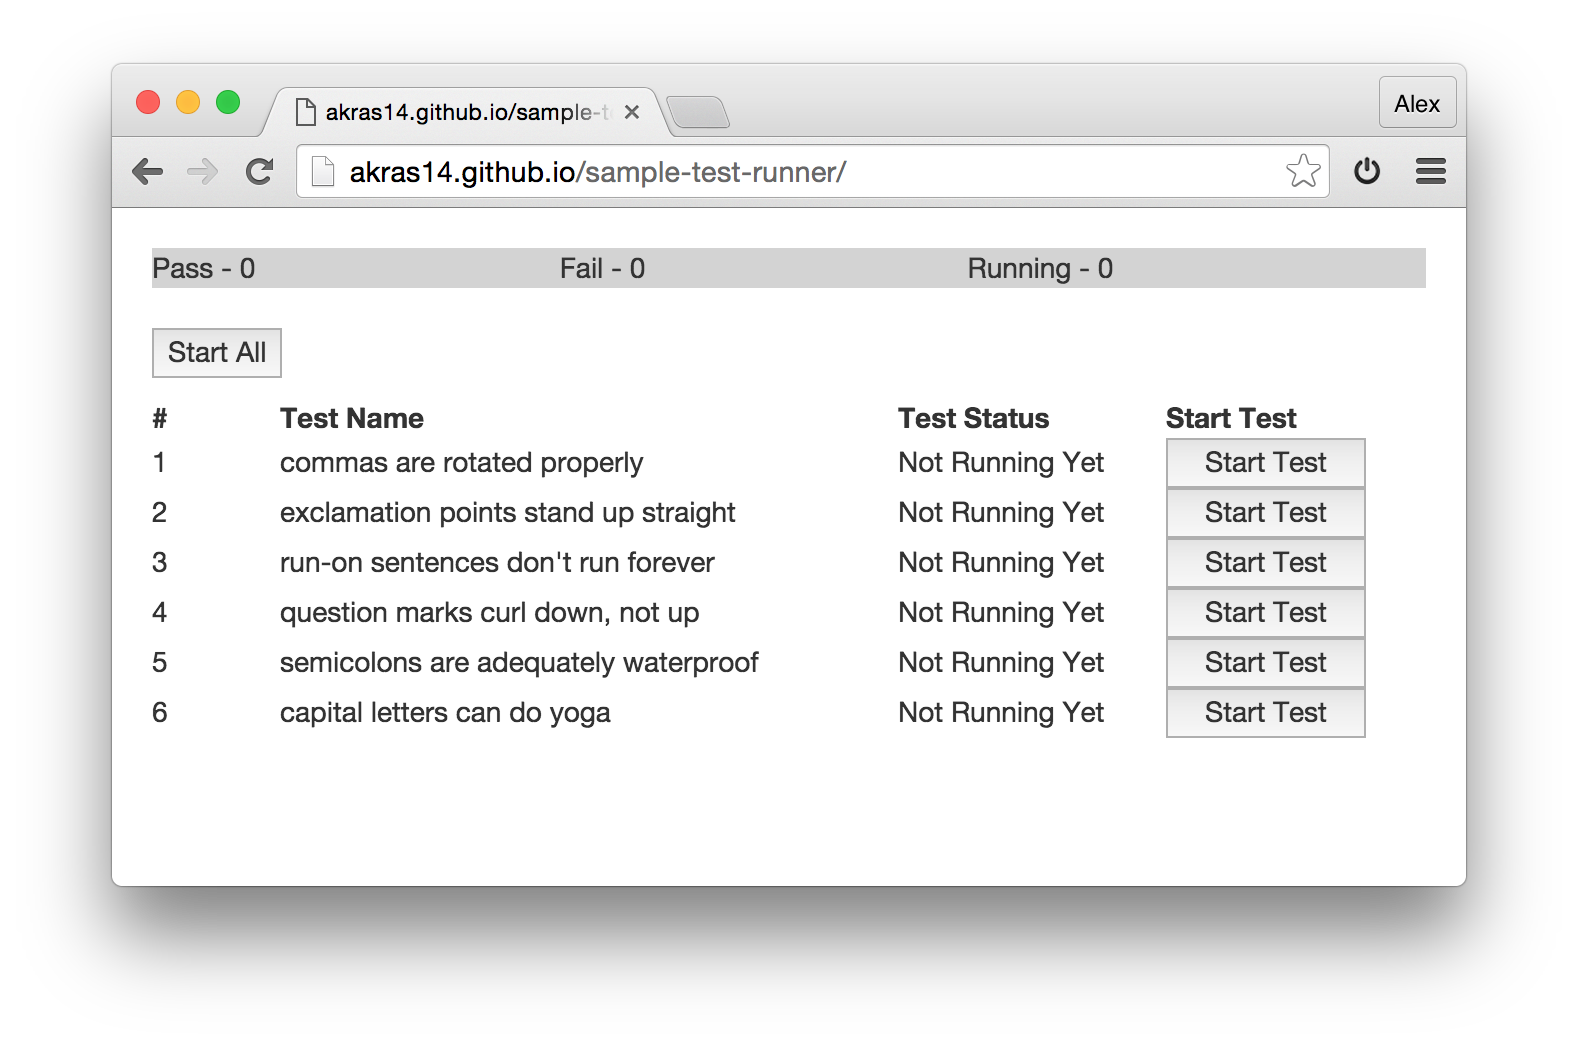 akras14.github.io/sample-t
Alex
akras14.github.io/sample-test-runner/
Pass - 0 Fail - 0 Running - 0
Start All
# Test Name Test Status Start Test
1 commas are rotated properly Not Running Yet Start Test
2 exclamation points stand up straight Not Running Yet Start Test
3 run-on sentences don't run forever Not Running Yet Start Test
4 question marks curl down, not up Not Running Yet Start Test
5 semicolons are adequately waterproof Not Running Yet Start Test
6 capital letters can do yoga Not Running Yet Start Test